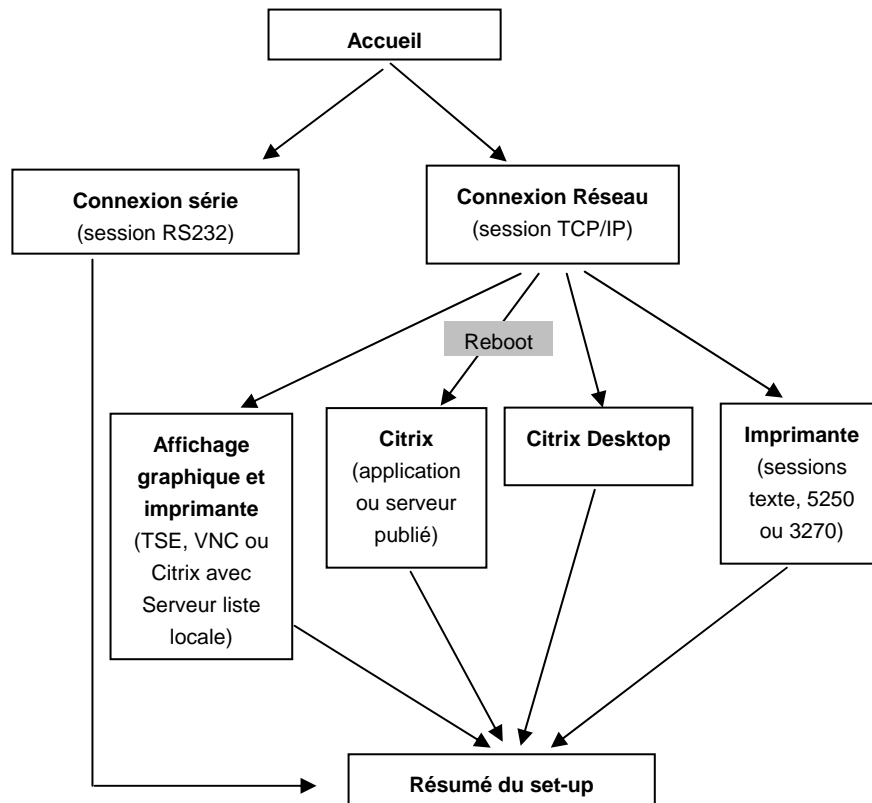 Accueil
Connexion série
(session RS232)
Connexion Réseau
(session TCP/IP)
Reboot
Affichage
graphique et
imprimante
(TSE, VNC ou
Citrix avec
Serveur liste
locale)
Citrix
(application
ou serveur
publié)
Citrix Desktop
Imprimante
(sessions
texte, 5250
ou 3270)
Résumé du set-up